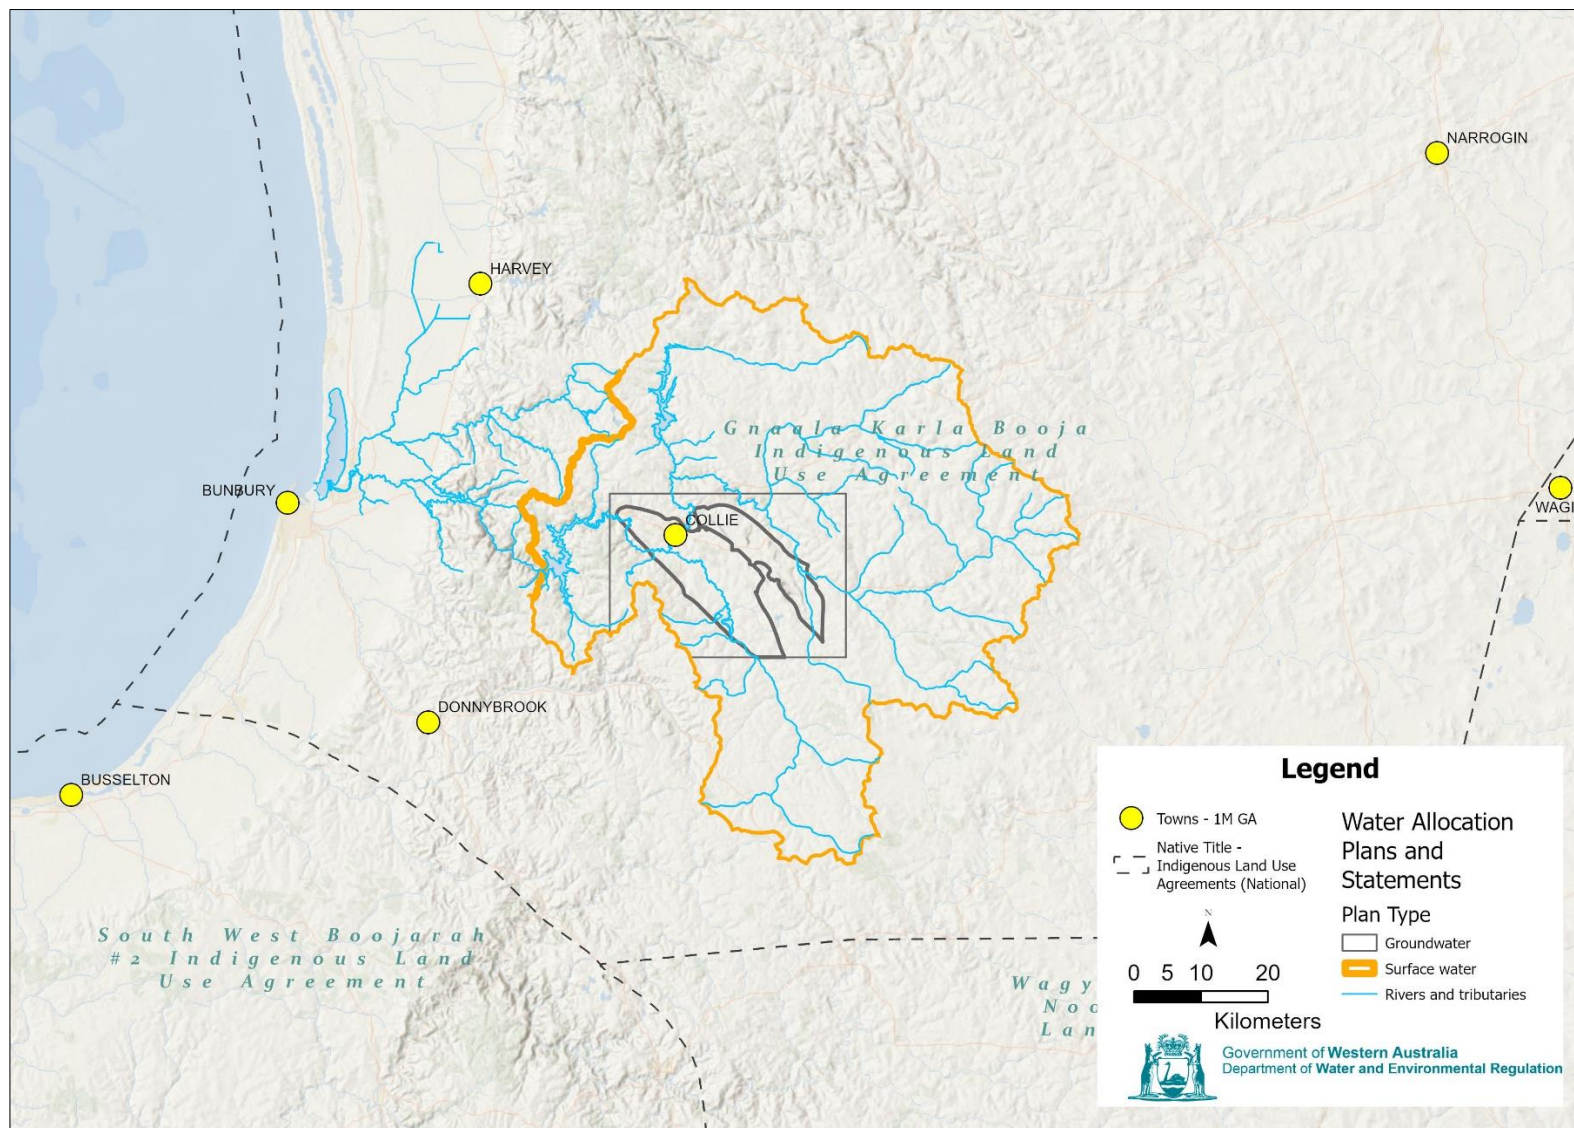 NARROGIN
HARVEY
Gnaala Karla Booja
Indigenous Land
Use Agreement
BUNBURY
COLLIE
WAGI
DONNYBROOK
BUSSELTON
South West Boojarah
#2 Indigenous Land
Use Agreement
Wagy
Noo
Lan
Legend
Towns - 1M GA
Native Title -
Indigenous Land Use
Agreements (National)
N
0 5 10 20
Kilometers
Water Allocation
Plans and
Statements
Plan Type
Groundwater
Surface water
Rivers and tributaries
Government of Western Australia
Department of Water and Environmental Regulation